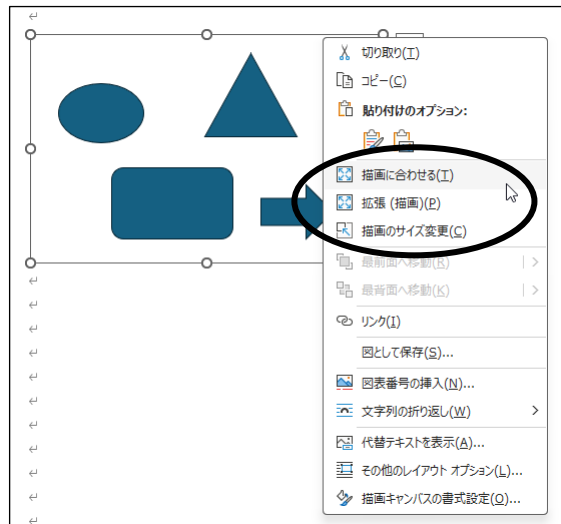 切り取り(T)
コピー(C)
貼り付けのオプション:
描画に合わせる(T)
拡張 (描画)(P)
描画のサイズ変更(C)
最前面へ移動(R)
最背面へ移動(K)
リンク(I)
図として保存(S)...
図表番号の挿入(N)...
文字列の折り返し(W)
代替テキストを表示(A)...
その他のレイアウト オプション(L)...
描画キャンバスの書式設定(O)...